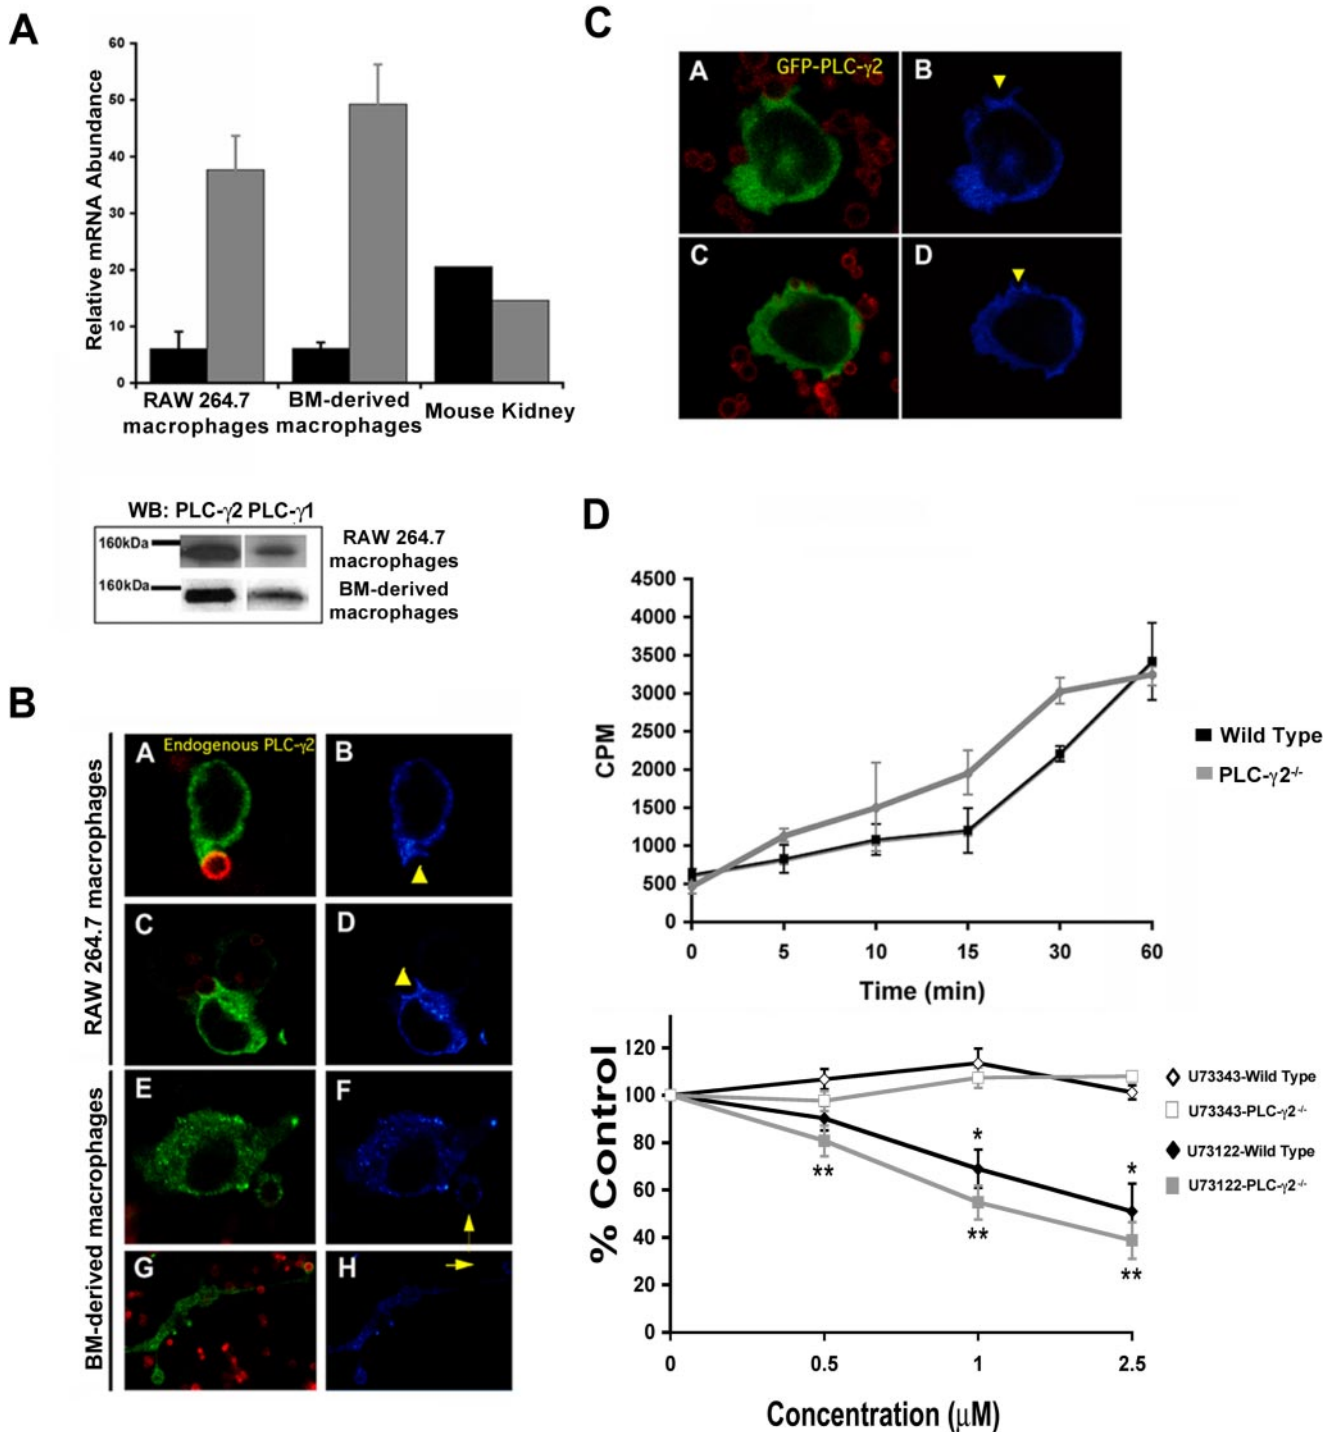 A
60
50
40
30
20
10
0
Relative mRNA Abundance
RAW 264.7
macrophages
BM-derived
macrophages
Mouse Kidney
WB: PLC-γ2 PLC-γ1
160kDa
RAW 264.7
macrophages
160kDa
BM-derived
macrophages
B
RAW 264.7 macrophages
BM-derived macrophages
A Endogenous PLC-γ2
B
C
D
E
F
G
H
C
A GFP-PLC-γ2
B
C
D
D
4500
4000
3500
3000
2500
2000
1500
1000
500
0
CPM
0 5 10 15 30 60
Time (min)
Wild Type
PLC-γ2-/-
120
100
80
60
40
20
0
% Control
*
*
**
**
**
0 0.5 1 2.5
Concentration (μM)
U73343-Wild Type
U73343-PLC-γ2-/-
U73122-Wild Type
U73122-PLC-γ2-/-